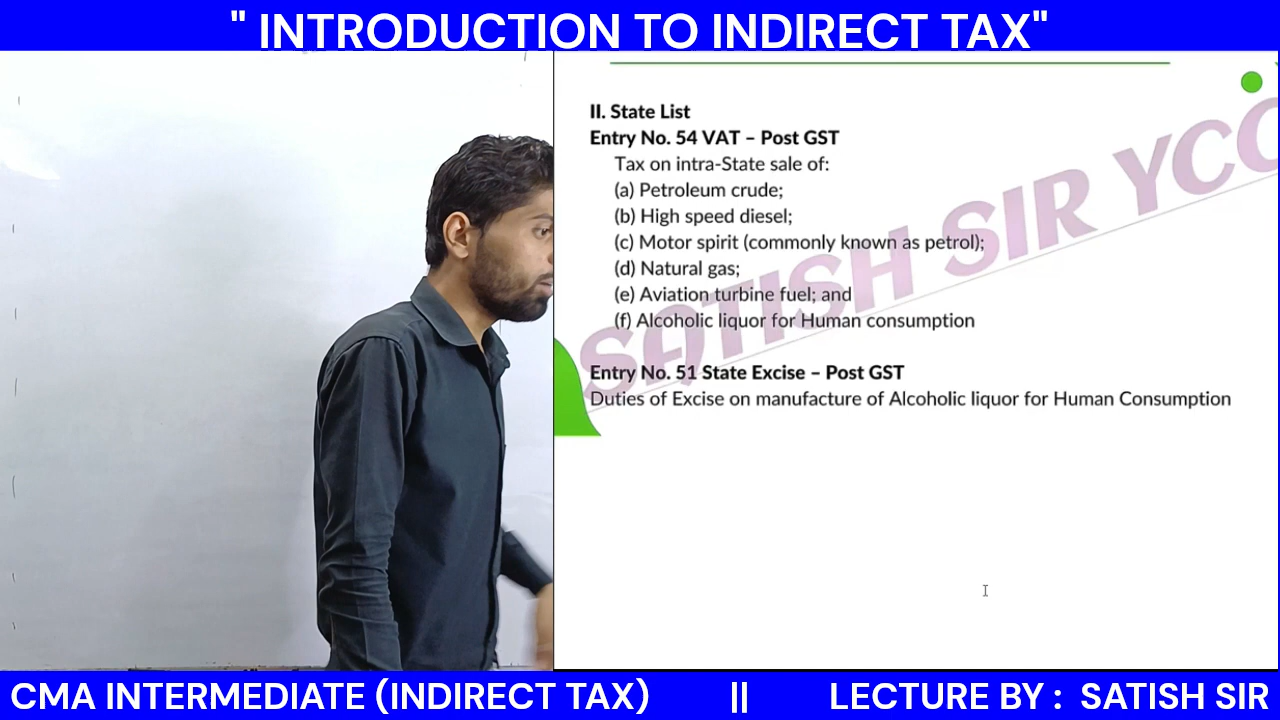 " INTRODUCTION TO INDIRECT TAX"
II. State List
Entry No. 54 VAT – Post GST
Tax on intra-State sale of:
(a) Petroleum crude;
(b) High speed diesel;
(c) Motor spirit (commonly known as petrol);
(d) Natural gas;
(e) Aviation turbine fuel; and
(f) Alcoholic liquor for Human consumption
SATISH SIR YCO
Entry No. 51 State Excise – Post GST
Duties of Excise on manufacture of Alcoholic liquor for Human Consumption
CMA INTERMEDIATE (INDIRECT TAX) || LECTURE BY : SATISH SIR